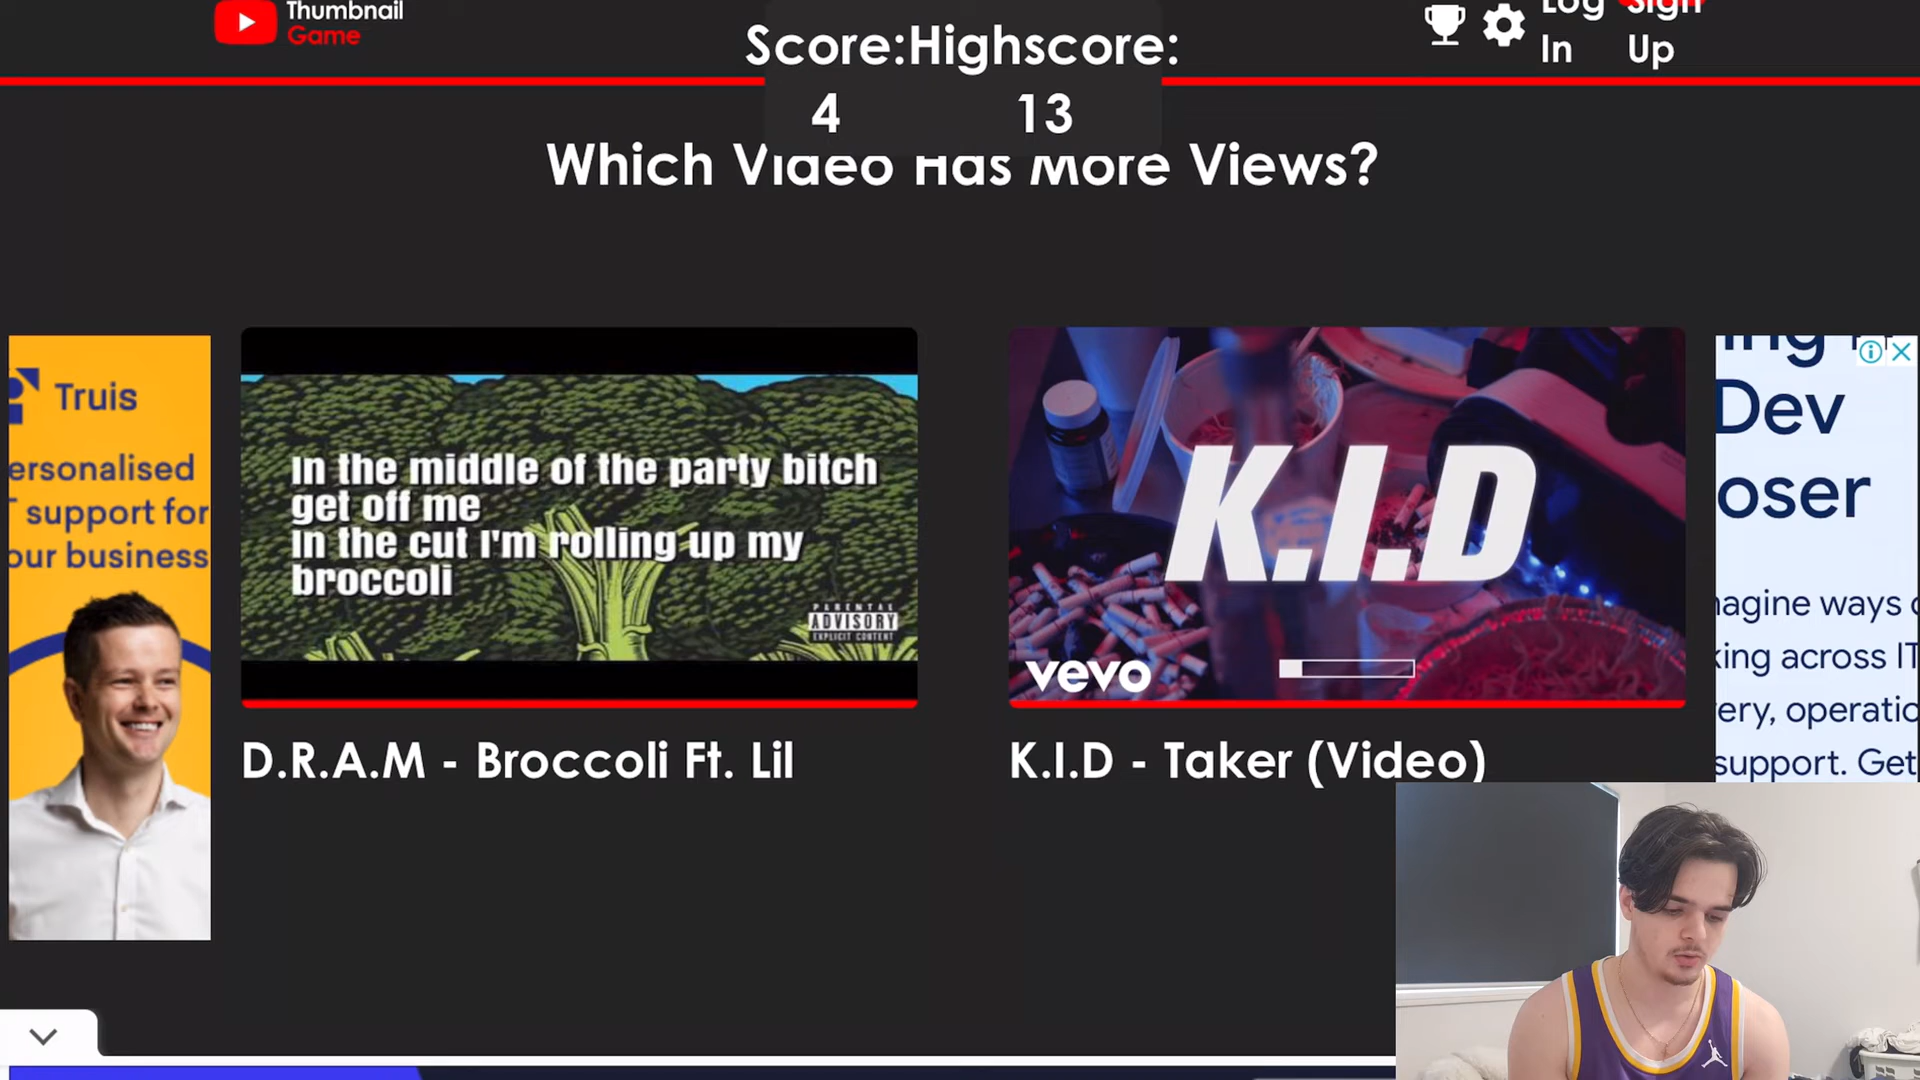 Thumbnail
Game
Score:
Highscore:
4
13
Log
In
Sign
Up
Which Video Has More Views?
Truis
ersonalised
support for
our business
In the middle of the party bitch
get off me
In the cut I'm rolling up my
broccoli
PARENTAL
ADVISORY
EXPLICIT CONTENT
K.I.D
vevo
D.R.A.M - Broccoli Ft. Lil
K.I.D - Taker (Video)
ing
Dev
oser
nagine ways
king across IT
ery, operatio
support. Get